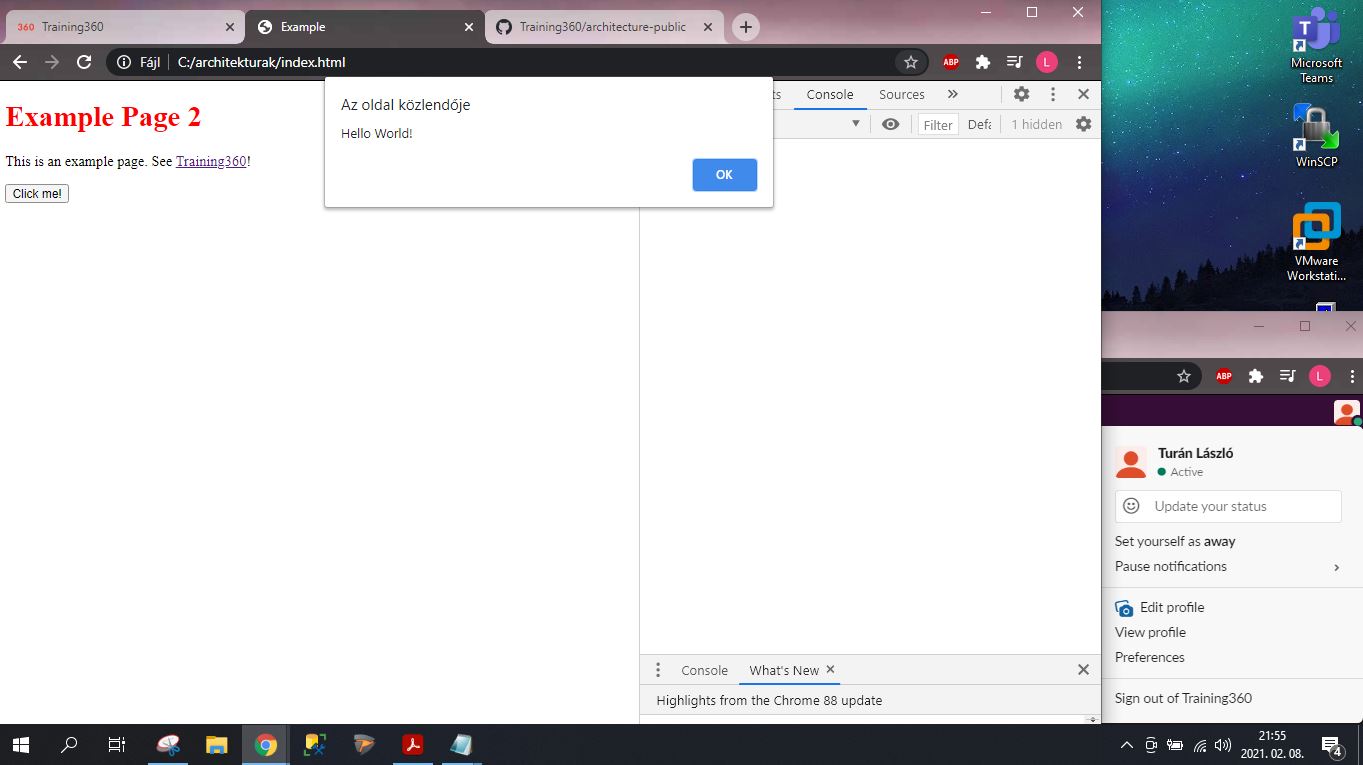 360 Training360
Example
Training360/architecture-public
Fájl C:/architekturak/index.html
ABP
L
Example Page 2
This is an example page. See Training360!
Click me!
Az oldal közlendője
Hello World!
OK
ts Console Sources
Filter Defa 1 hidden
Console What's New
Highlights from the Chrome 88 update
Microsoft
Teams
WinSCP
VMware
Workstati...
ABP
L
Turán László
Active
Update your status
Set yourself as away
Pause notifications
Edit profile
View profile
Preferences
Sign out of Training360
21:55
2021. 02. 08.
4